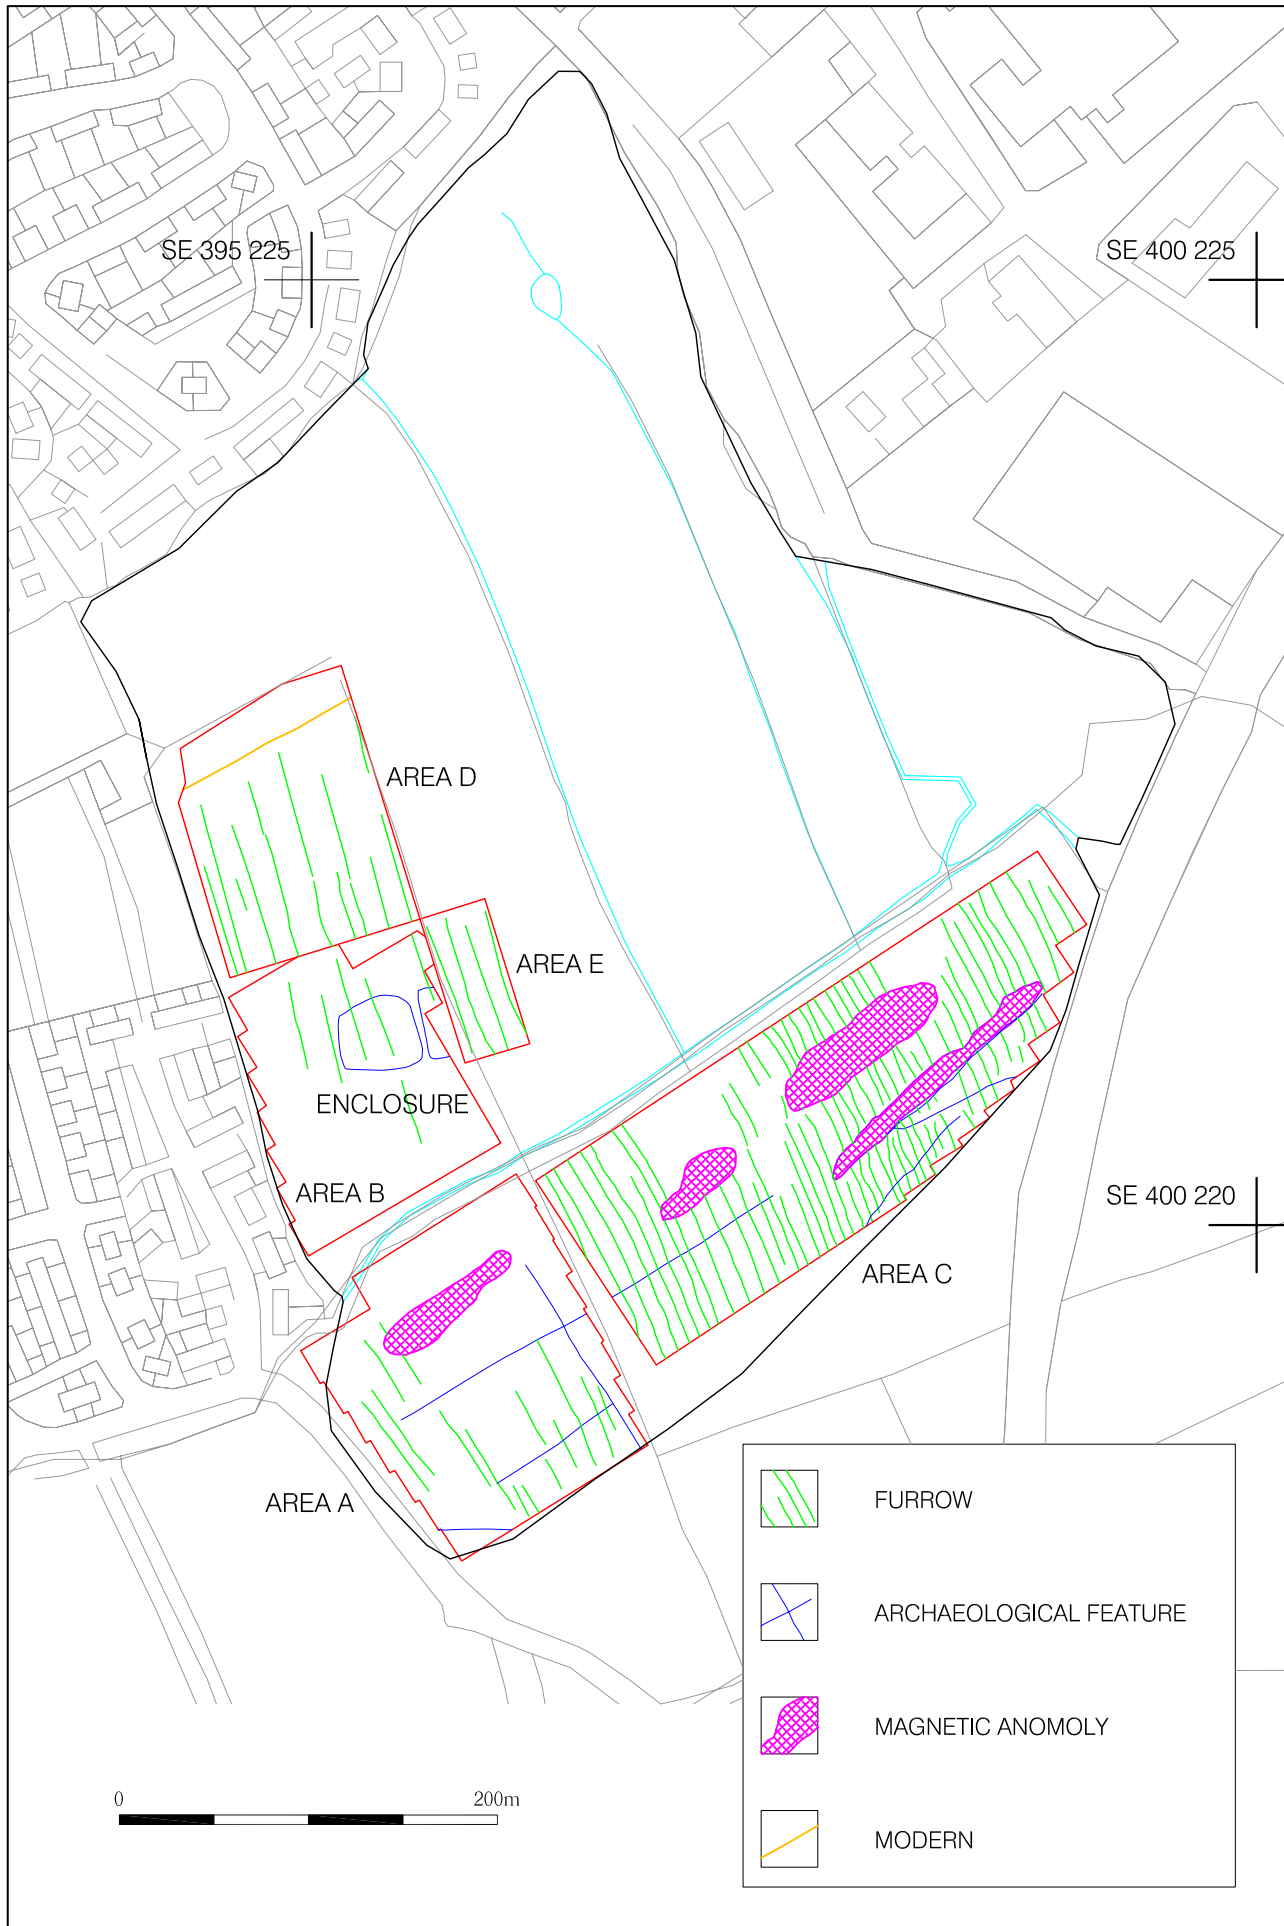 SE 395 225
SE 400 225
AREA D
AREA E
ENCLOSURE
AREA B
SE 400 220
AREA C
AREA A
FURROW
ARCHAEOLOGICAL FEATURE
MAGNETIC ANOMOLY
MODERN
0 200m